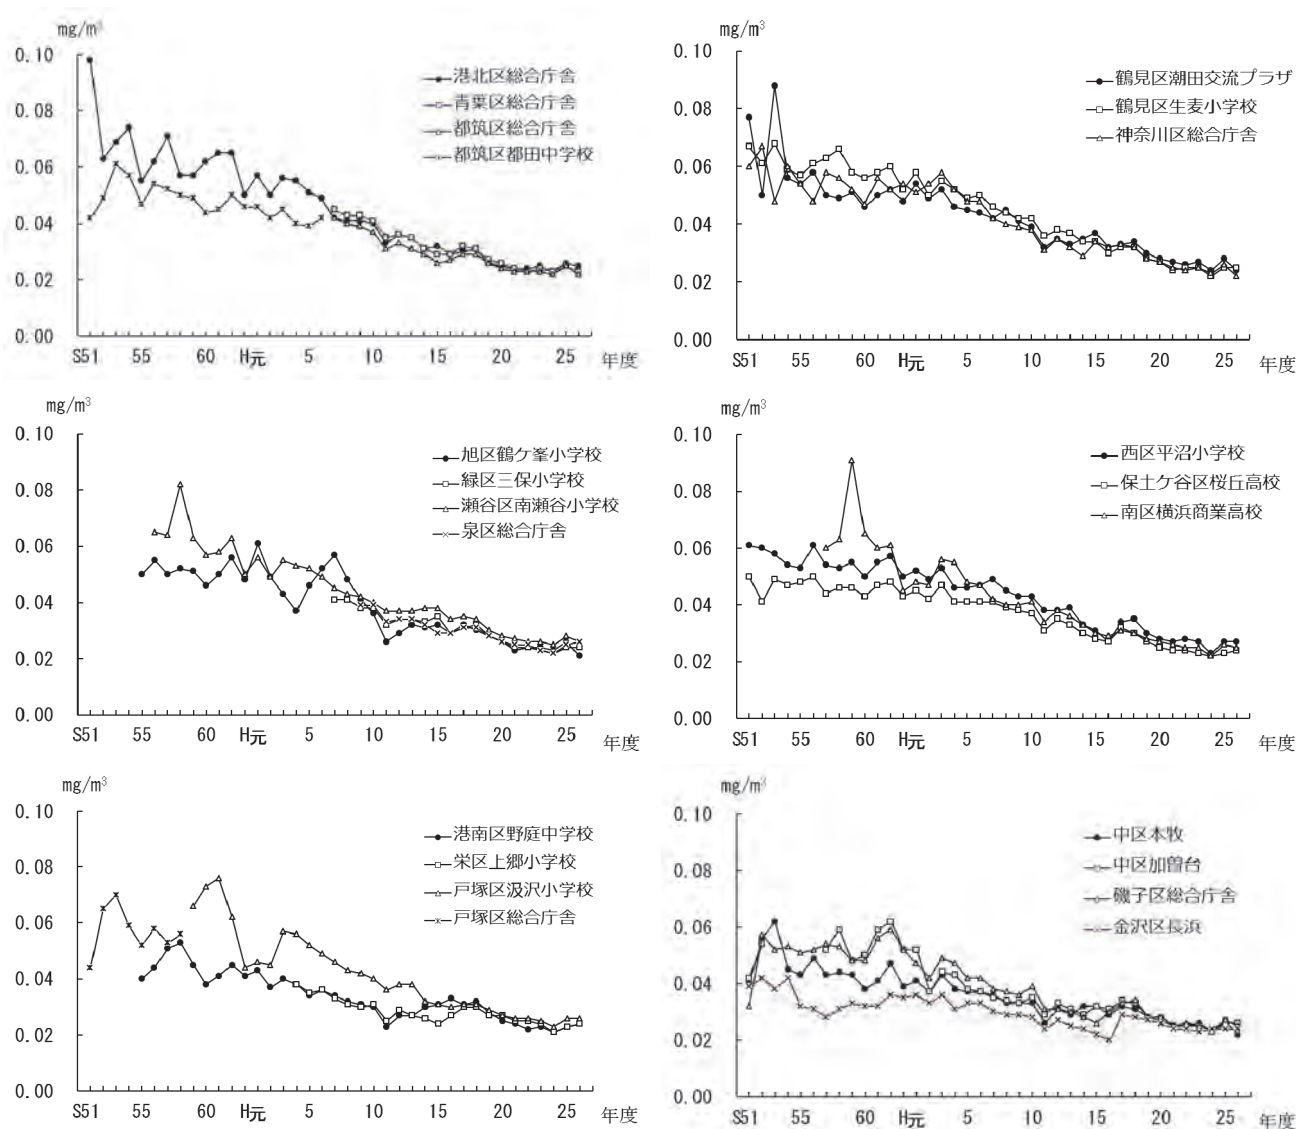 mg/m³
0.10
0.08
0.06
0.04
0.02
0.00
港北区総合庁舎
青葉区総合庁舎
都筑区総合庁舎
都筑区都田中学校
S51 55 60 H元 5 10 15 20 25 年度
mg/m³
0.10
0.08
0.06
0.04
0.02
0.00
鶴見区潮田交流プラザ
鶴見区生麦小学校
神奈川区総合庁舎
S51 55 60 H元 5 10 15 20 25 年度
mg/m³
0.10
0.08
0.06
0.04
0.02
0.00
旭区鶴ケ峯小学校
緑区三保小学校
瀬谷区南瀬谷小学校
泉区総合庁舎
S51 55 60 H元 5 10 15 20 25 年度
mg/m³
0.10
0.08
0.06
0.04
0.02
0.00
西区平沼小学校
保土ケ谷区桜丘高校
南区横浜商業高校
S51 55 60 H元 5 10 15 20 25 年度
mg/m³
0.10
0.08
0.06
0.04
0.02
0.00
港南区野庭中学校
栄区上郷小学校
戸塚区汲沢小学校
戸塚区総合庁舎
S51 55 60 H元 5 10 15 20 25 年度
mg/m³
0.10
0.08
0.06
0.04
0.02
0.00
中区本牧
中区加曽台
磯子区総合庁舎
金沢区長浜
S51 55 60 H元 5 10 15 20 25 年度